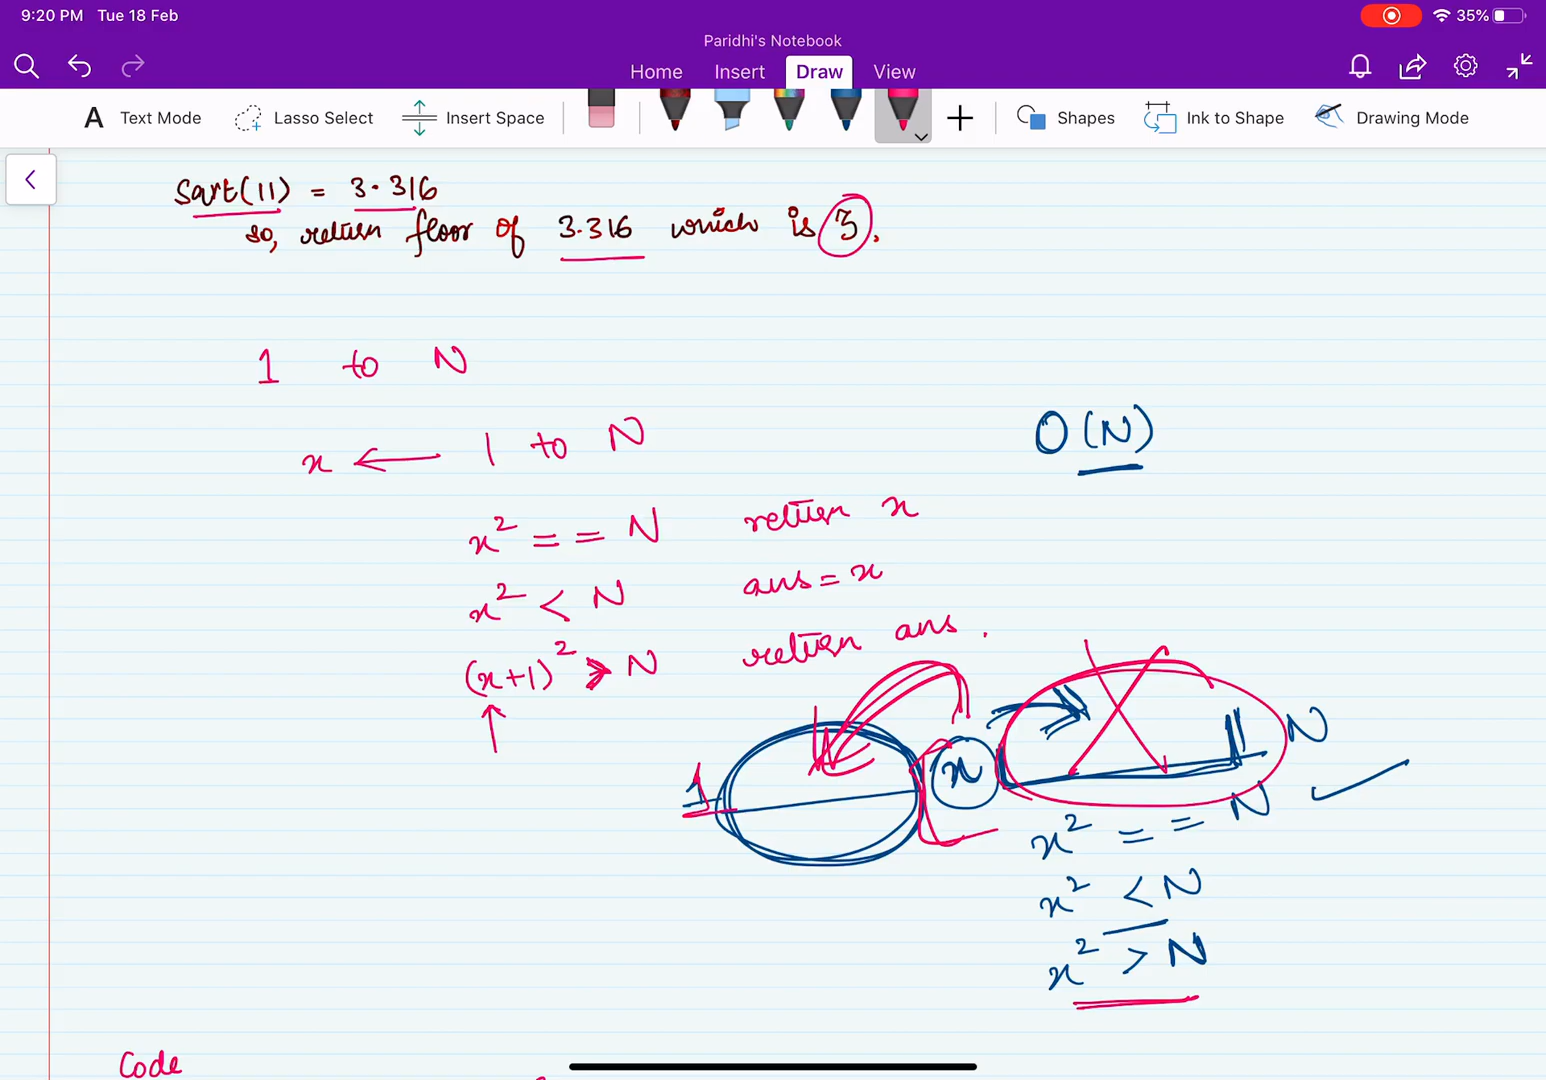 9:20 PM Tue 18 Feb
35%
Paridhi's Notebook
Home Insert Draw View
Text Mode Lasso Select Insert Space Shapes Ink to Shape Drawing Mode
Sqrt(11) = 3.316
so, return floor of 3.316 which is 3.
1 to N
O(N)
x ← 1 to N
x² == N return x
x² < N ans = x
(x+1)² > N return ans.
1 x N
x² == N
x² < N
x² > N
Code